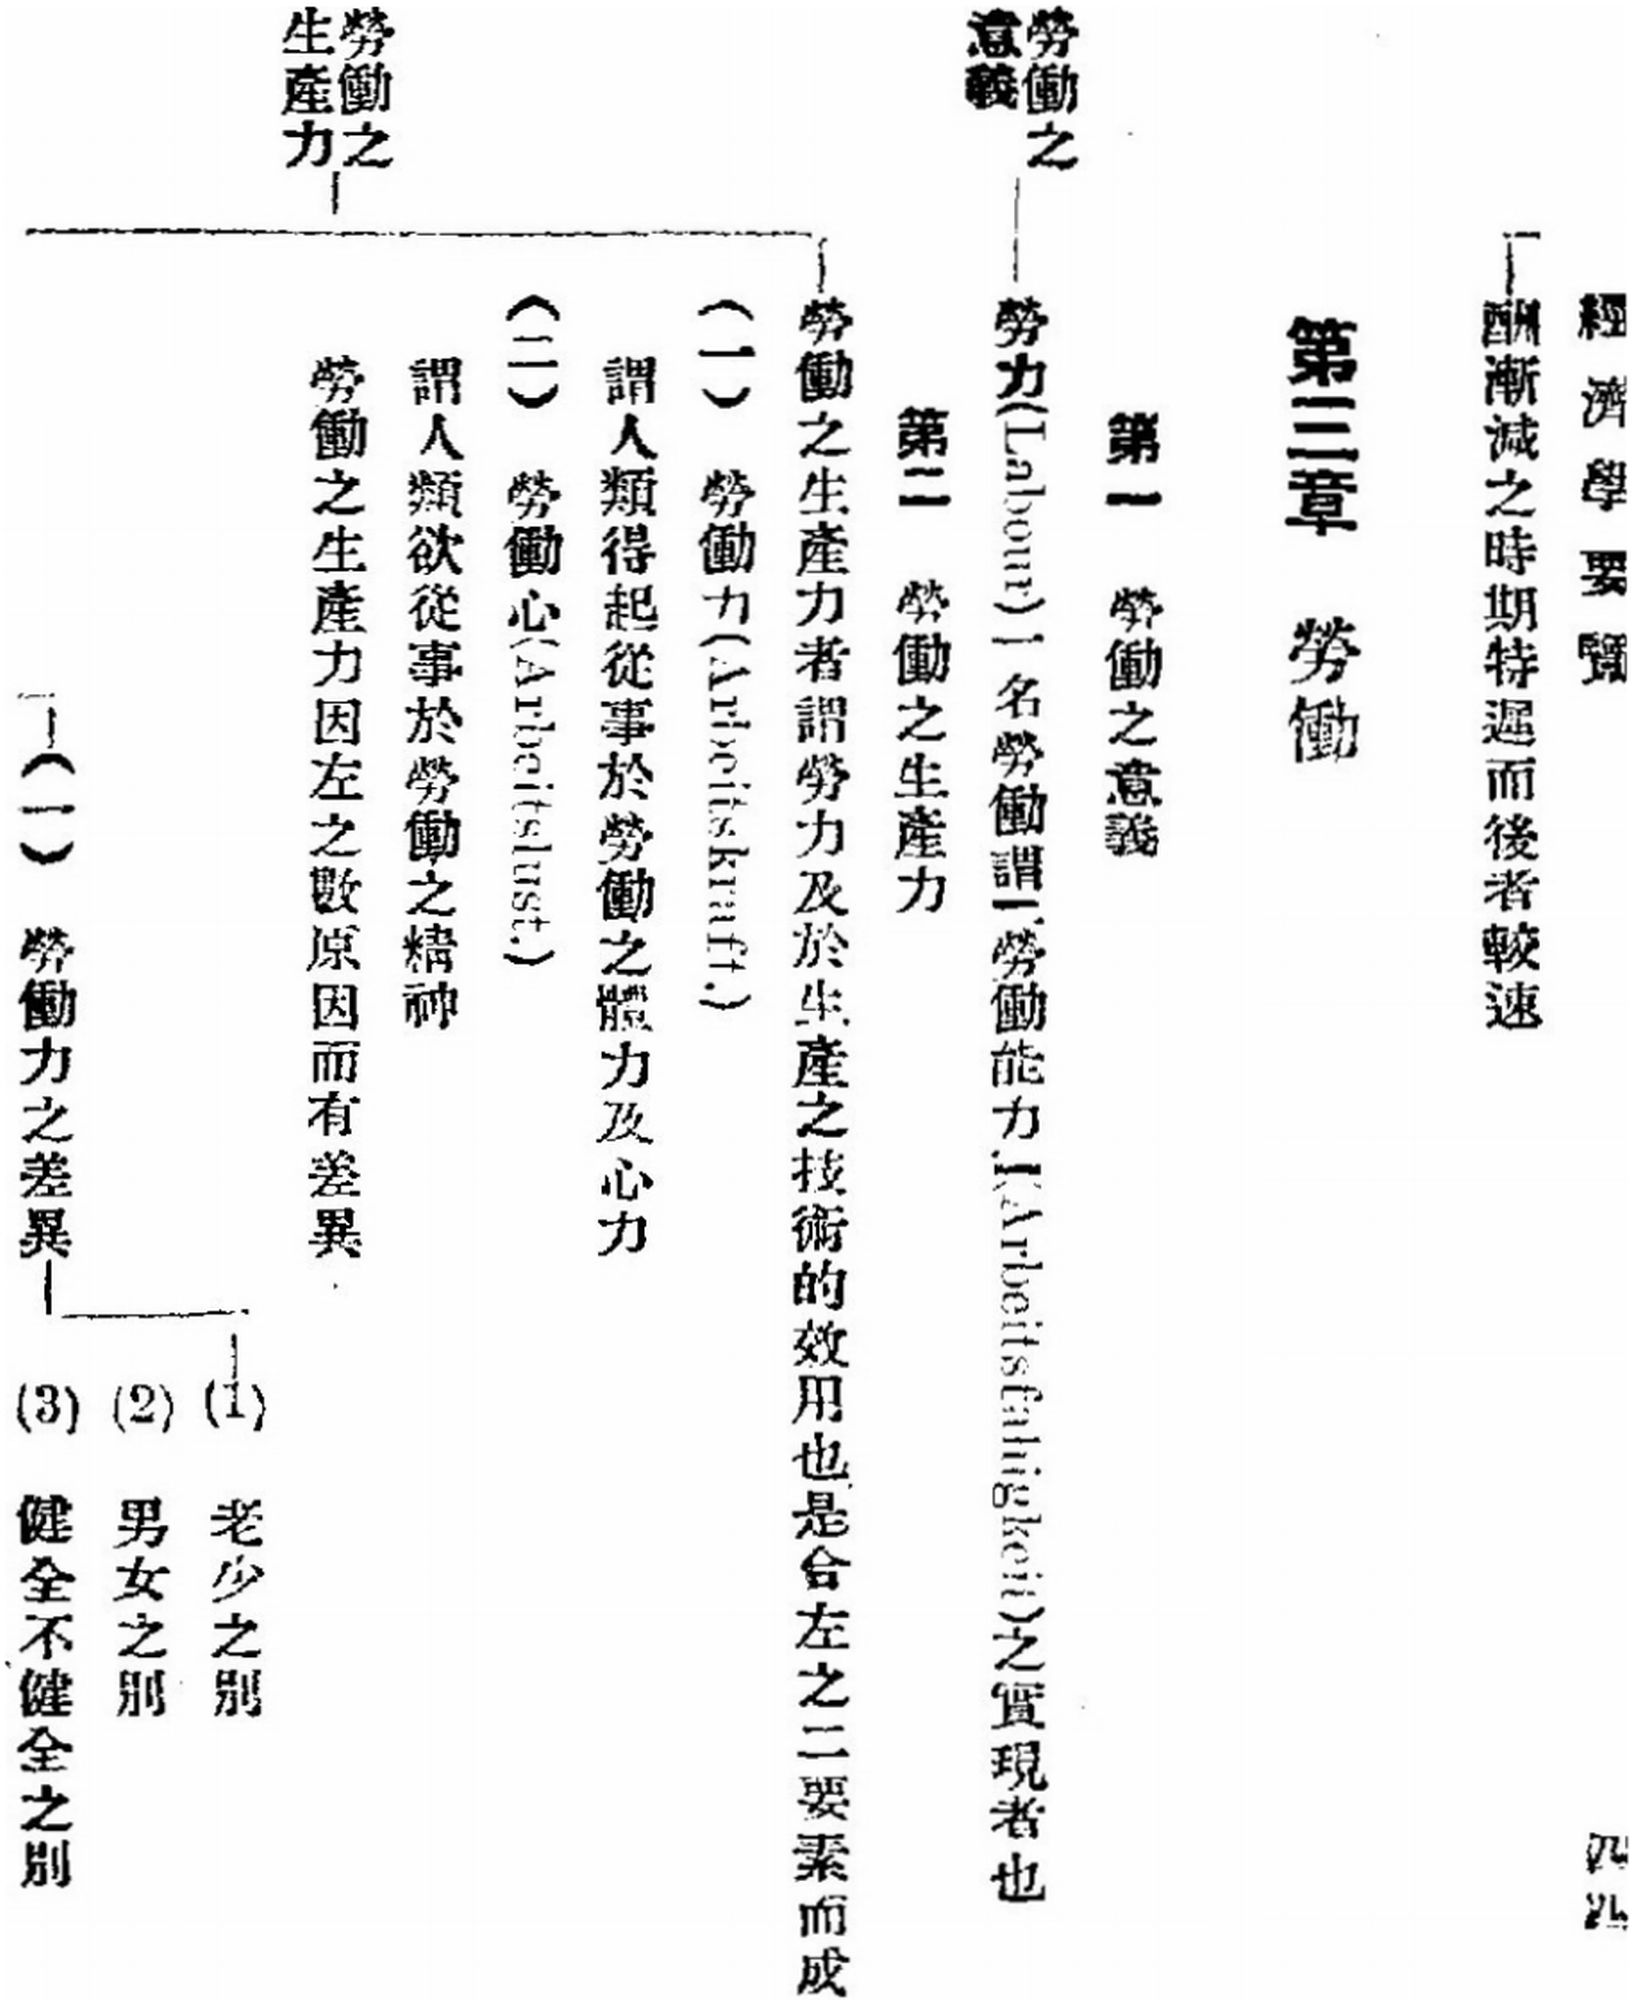 經濟學要覽
酬漸減之時期特遲而後者較速
第三章 勞働
第一 勞働之意義
勞働之
意義
勞力(Labour)一名勞働謂二勞働能力(Arbeitsfahigkeit)之實現者也
第二 勞働之生產力
勞働之生產力者謂勞力及於生產之技術的效用也是合左之二要素而成
(一) 勞働力(Arbeitskraft.)
謂人類得起從事於勞働之體力及心力
(二) 勞働心(Arbeitslust.)
謂人類欲從事於勞働之精神
勞働之
生產力
勞働之生產力因左之數原因而有差異
(1) 老少之別
(2) 男女之別
(一) 勞働力之差異
(3) 健全不健全之別